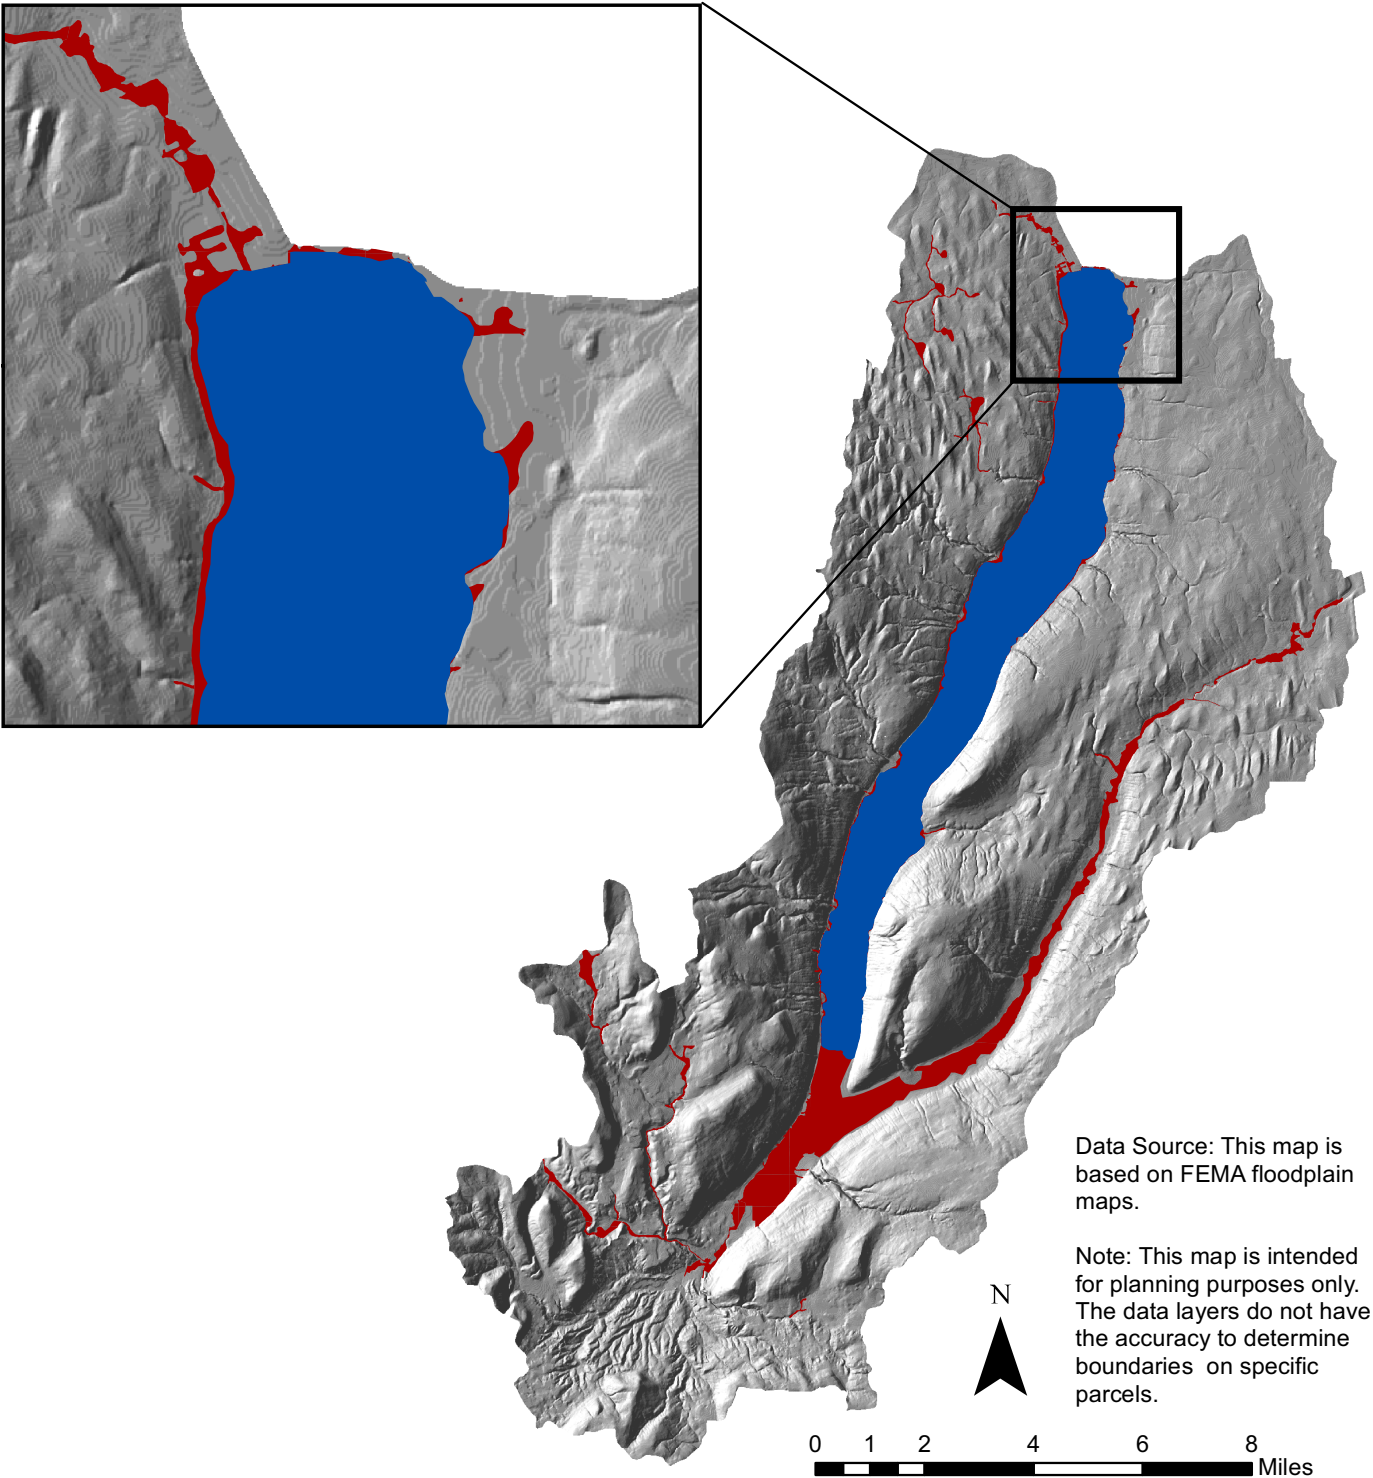 Data Source: This map is
based on FEMA floodplain
maps.
Note: This map is intended
for planning purposes only.
The data layers do not have
the accuracy to determine
boundaries  on specific
parcels.
N
0 1 2 4 6 8
Miles